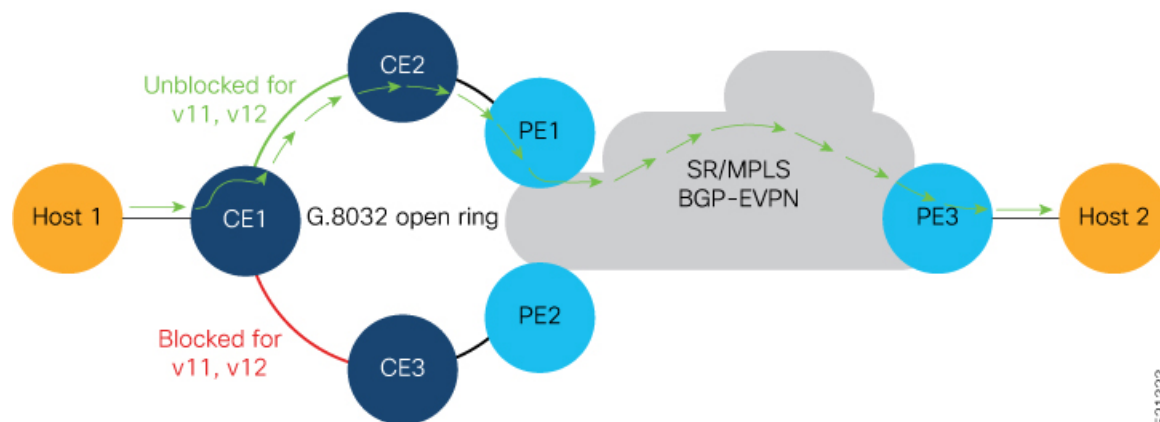 CE2
Unblocked for
v11, v12
PE1
SR/MPLS
BGP-EVPN
Host 1
CE1
G.8032 open ring
PE3
Host 2
PE2
Blocked for
v11, v12
CE3